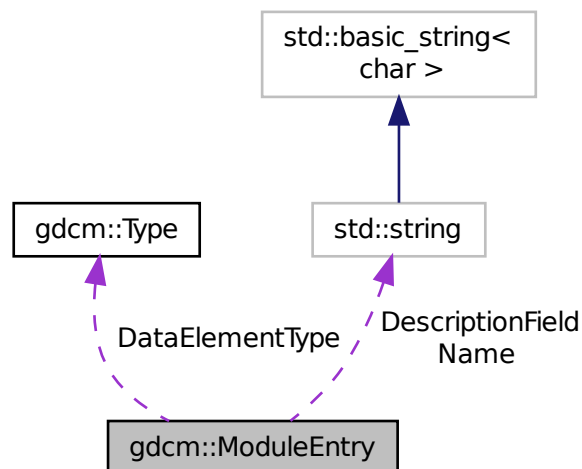 std::basic_string<
char >
gdcm::Type
std::string
DataElementType
DescriptionField
Name
gdcm::ModuleEntry